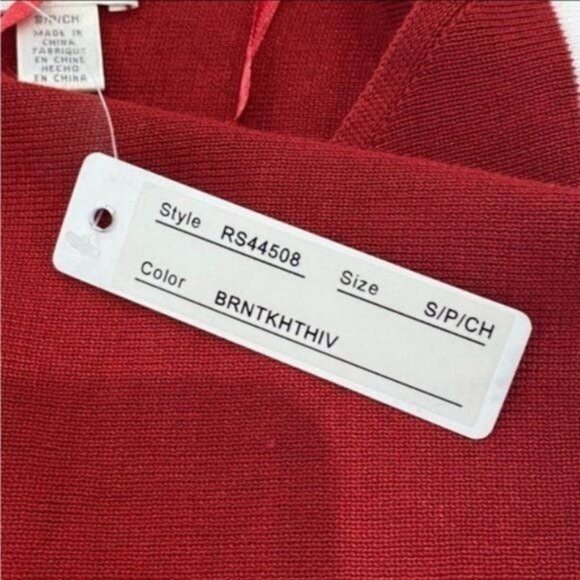 S/P/CH
MADE IN
CHINA
FABRIQUE
EN CHINE
HECHO
EN CHINA
Style RS44508
Size S/P/CH
Color BRNTKHTHIV